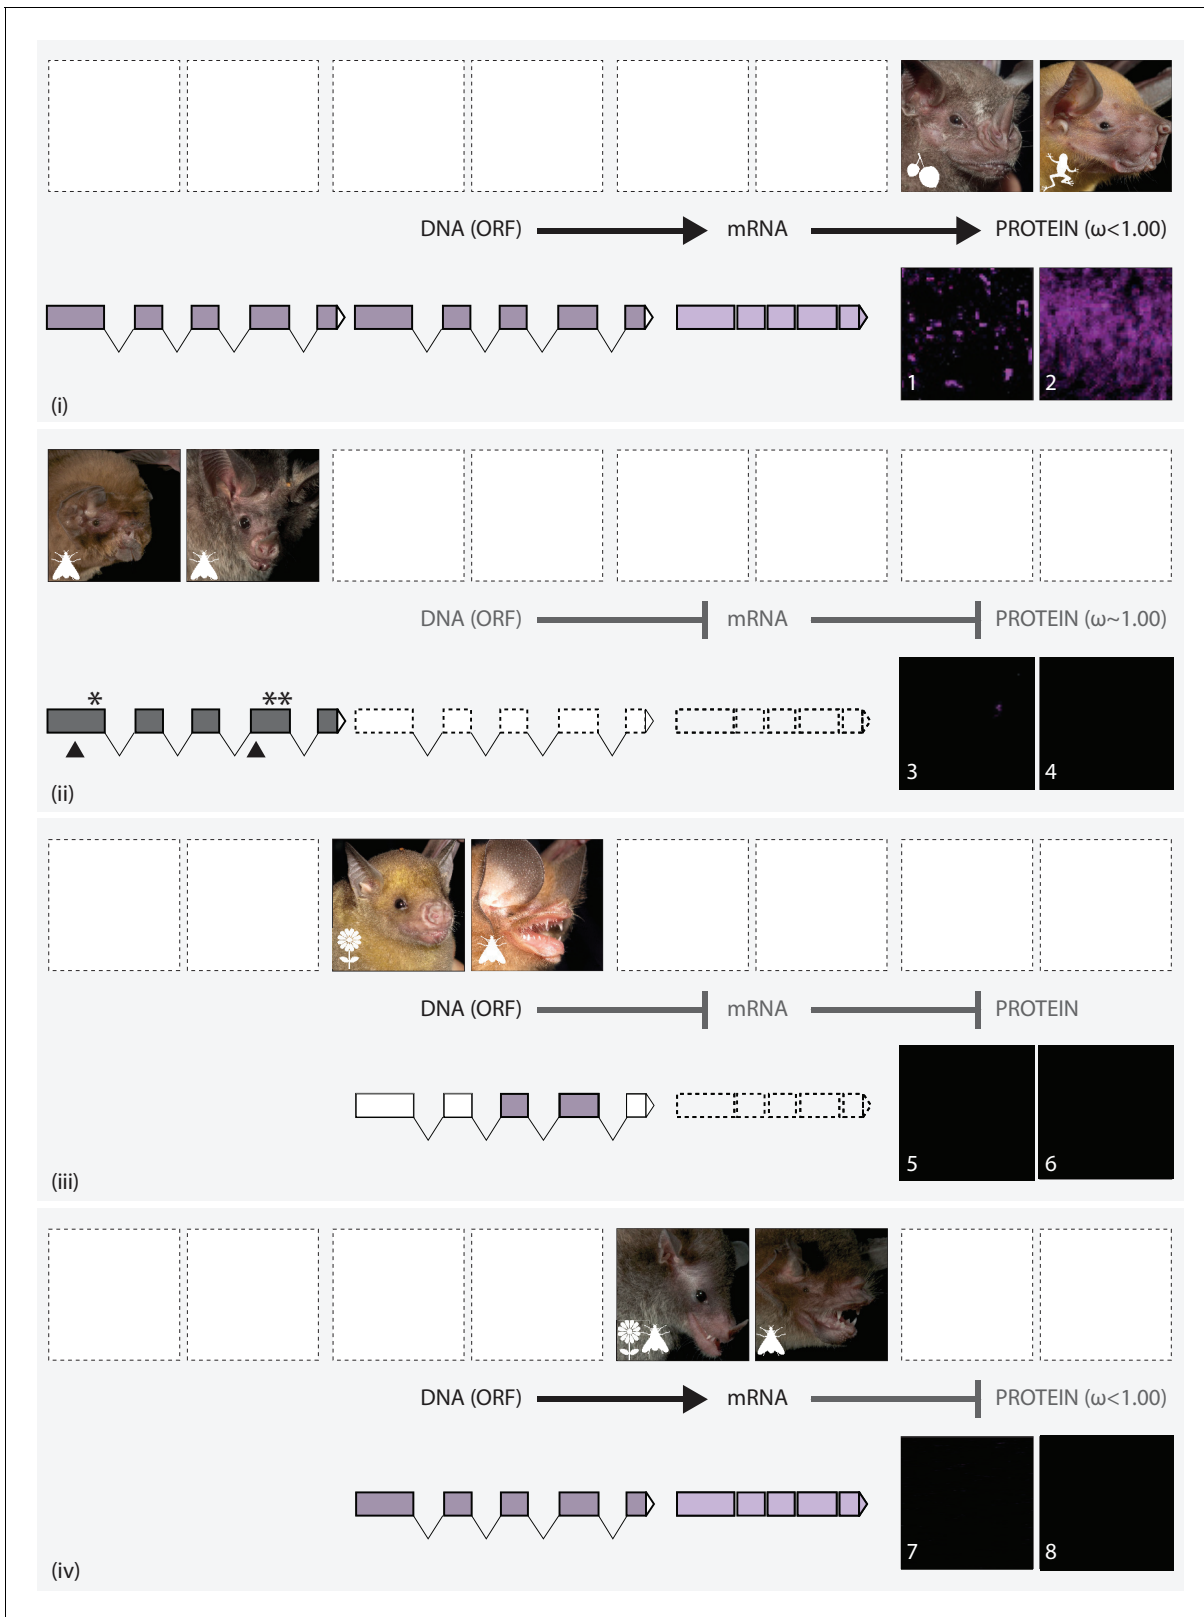 DNA (ORF) mRNA PROTEIN (ω<1.00)
1 2
(i)
DNA (ORF) mRNA PROTEIN (ω~1.00)
* **
3 4
(ii)
DNA (ORF) mRNA PROTEIN
5 6
(iii)
DNA (ORF) mRNA PROTEIN (ω<1.00)
7 8
(iv)